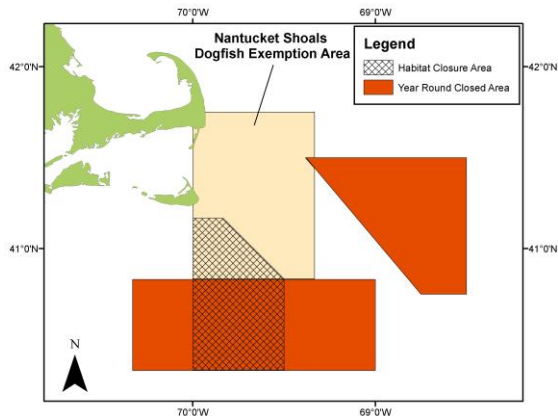 70°0'W
69°0'W
Nantucket Shoals
Dogfish Exemption Area
Legend
Habitat Closure Area
Year Round Closed Area
42°0'N
42°0'N
41°0'N
41°0'N
N
70°0'W
69°0'W